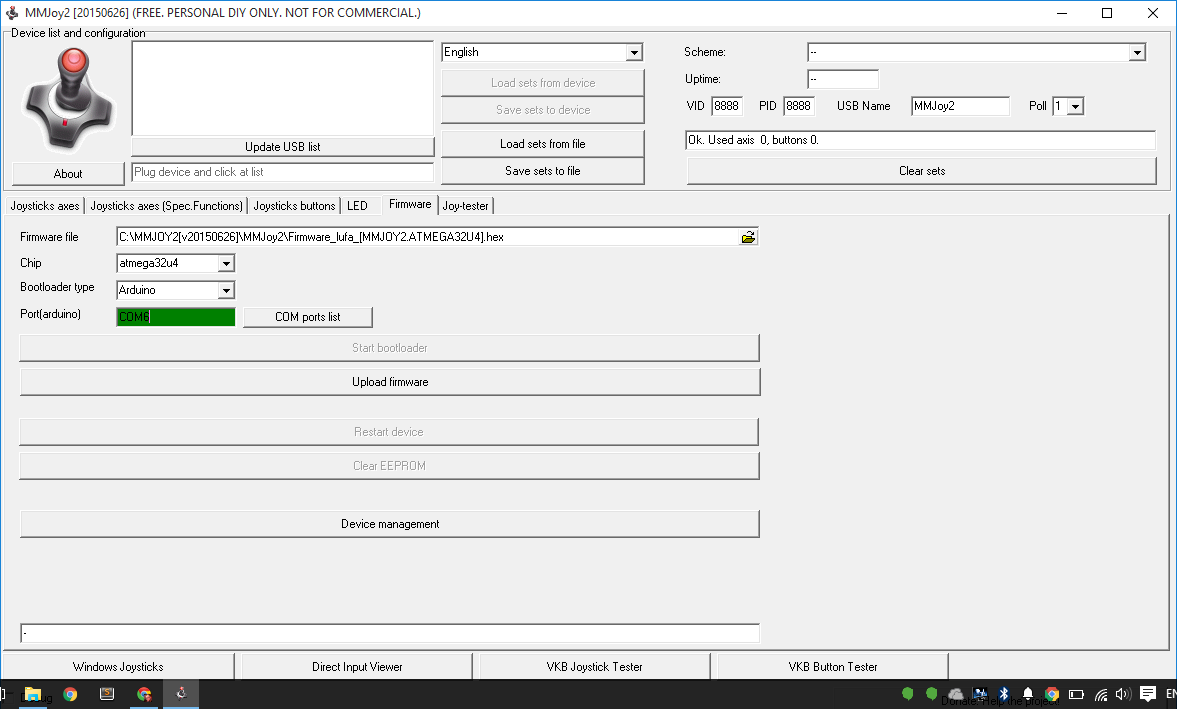 MMJoy2 [20150626] (FREE. PERSONAL DIY ONLY. NOT FOR COMMERCIAL.)
Device list and configuration
English
Scheme: --
Load sets from device
Uptime: --
Save sets to device
VID 8888 PID 8888 USB Name MMJoy2 Poll 1
Update USB list
Load sets from file
Ok. Used axis 0, buttons 0.
About
Plug device and click at list
Save sets to file
Clear sets
Joysticks axes Joysticks axes (Spec.Functions) Joysticks buttons LED Firmware Joy-tester
Firmware file C:\MMJOY2[v20150626]\MMJoy2\Firmware_lufa_[MMJOY2.ATMEGA32U4].hex
Chip atmega32u4
Bootloader type Arduino
Port(arduino) COM6 COM ports list
Start bootloader
Upload firmware
Restart device
Clear EEPROM
Device management
-
Windows Joysticks Direct Input Viewer VKB Joystick Tester VKB Button Tester
Donate. Help the project
EN